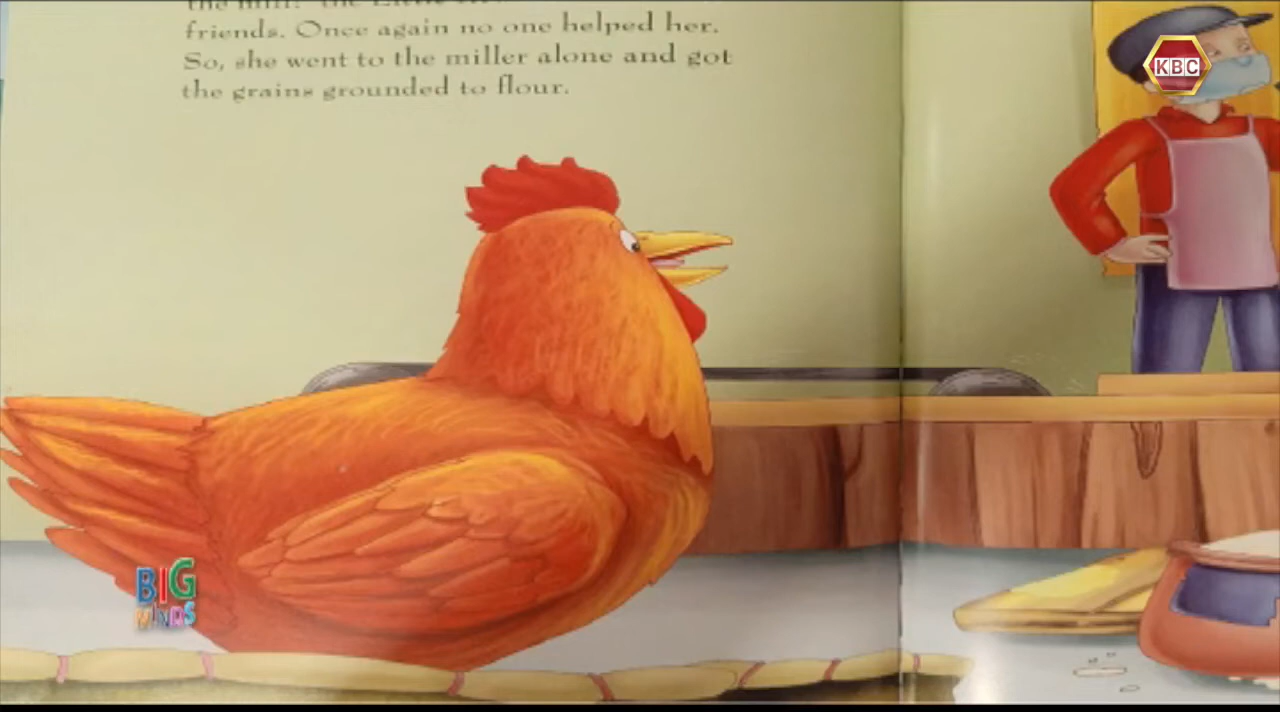 friends. Once again no one helped her.
So, she went to the miller alone and got
the grains grounded to flour.
KBC
BIG
MINDS